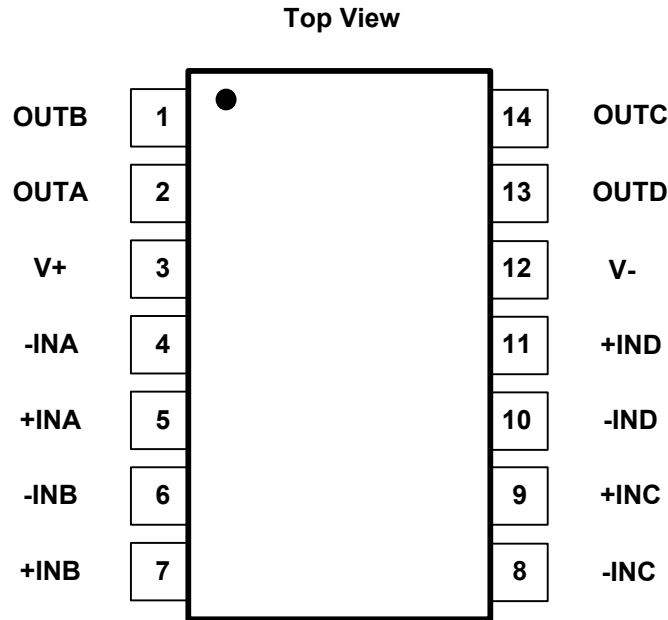 Top View
OUTB 1 14 OUTC
OUTA 2 13 OUTD
V+ 3 12 V-
-INA 4 11 +IND
+INA 5 10 -IND
-INB 6 9 +INC
+INB 7 8 -INC